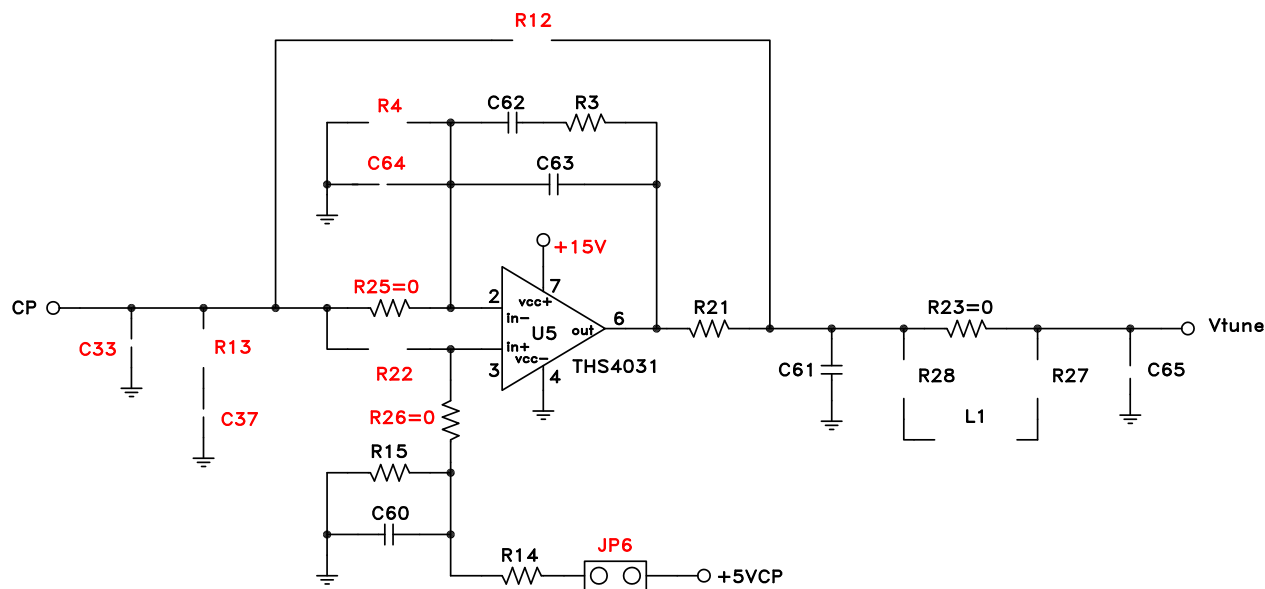 R12
R4
C62
R3
C64
C63
+15V
CP
R25=0
2
7
vcc+
in-
U5
out
6
R21
R23=0
Vtune
C33
R13
in+
vcc-
THS4031
R22
3
4
C61
R28
R27
C65
C37
R26=0
L1
R15
C60
R14
JP6
+5VCP